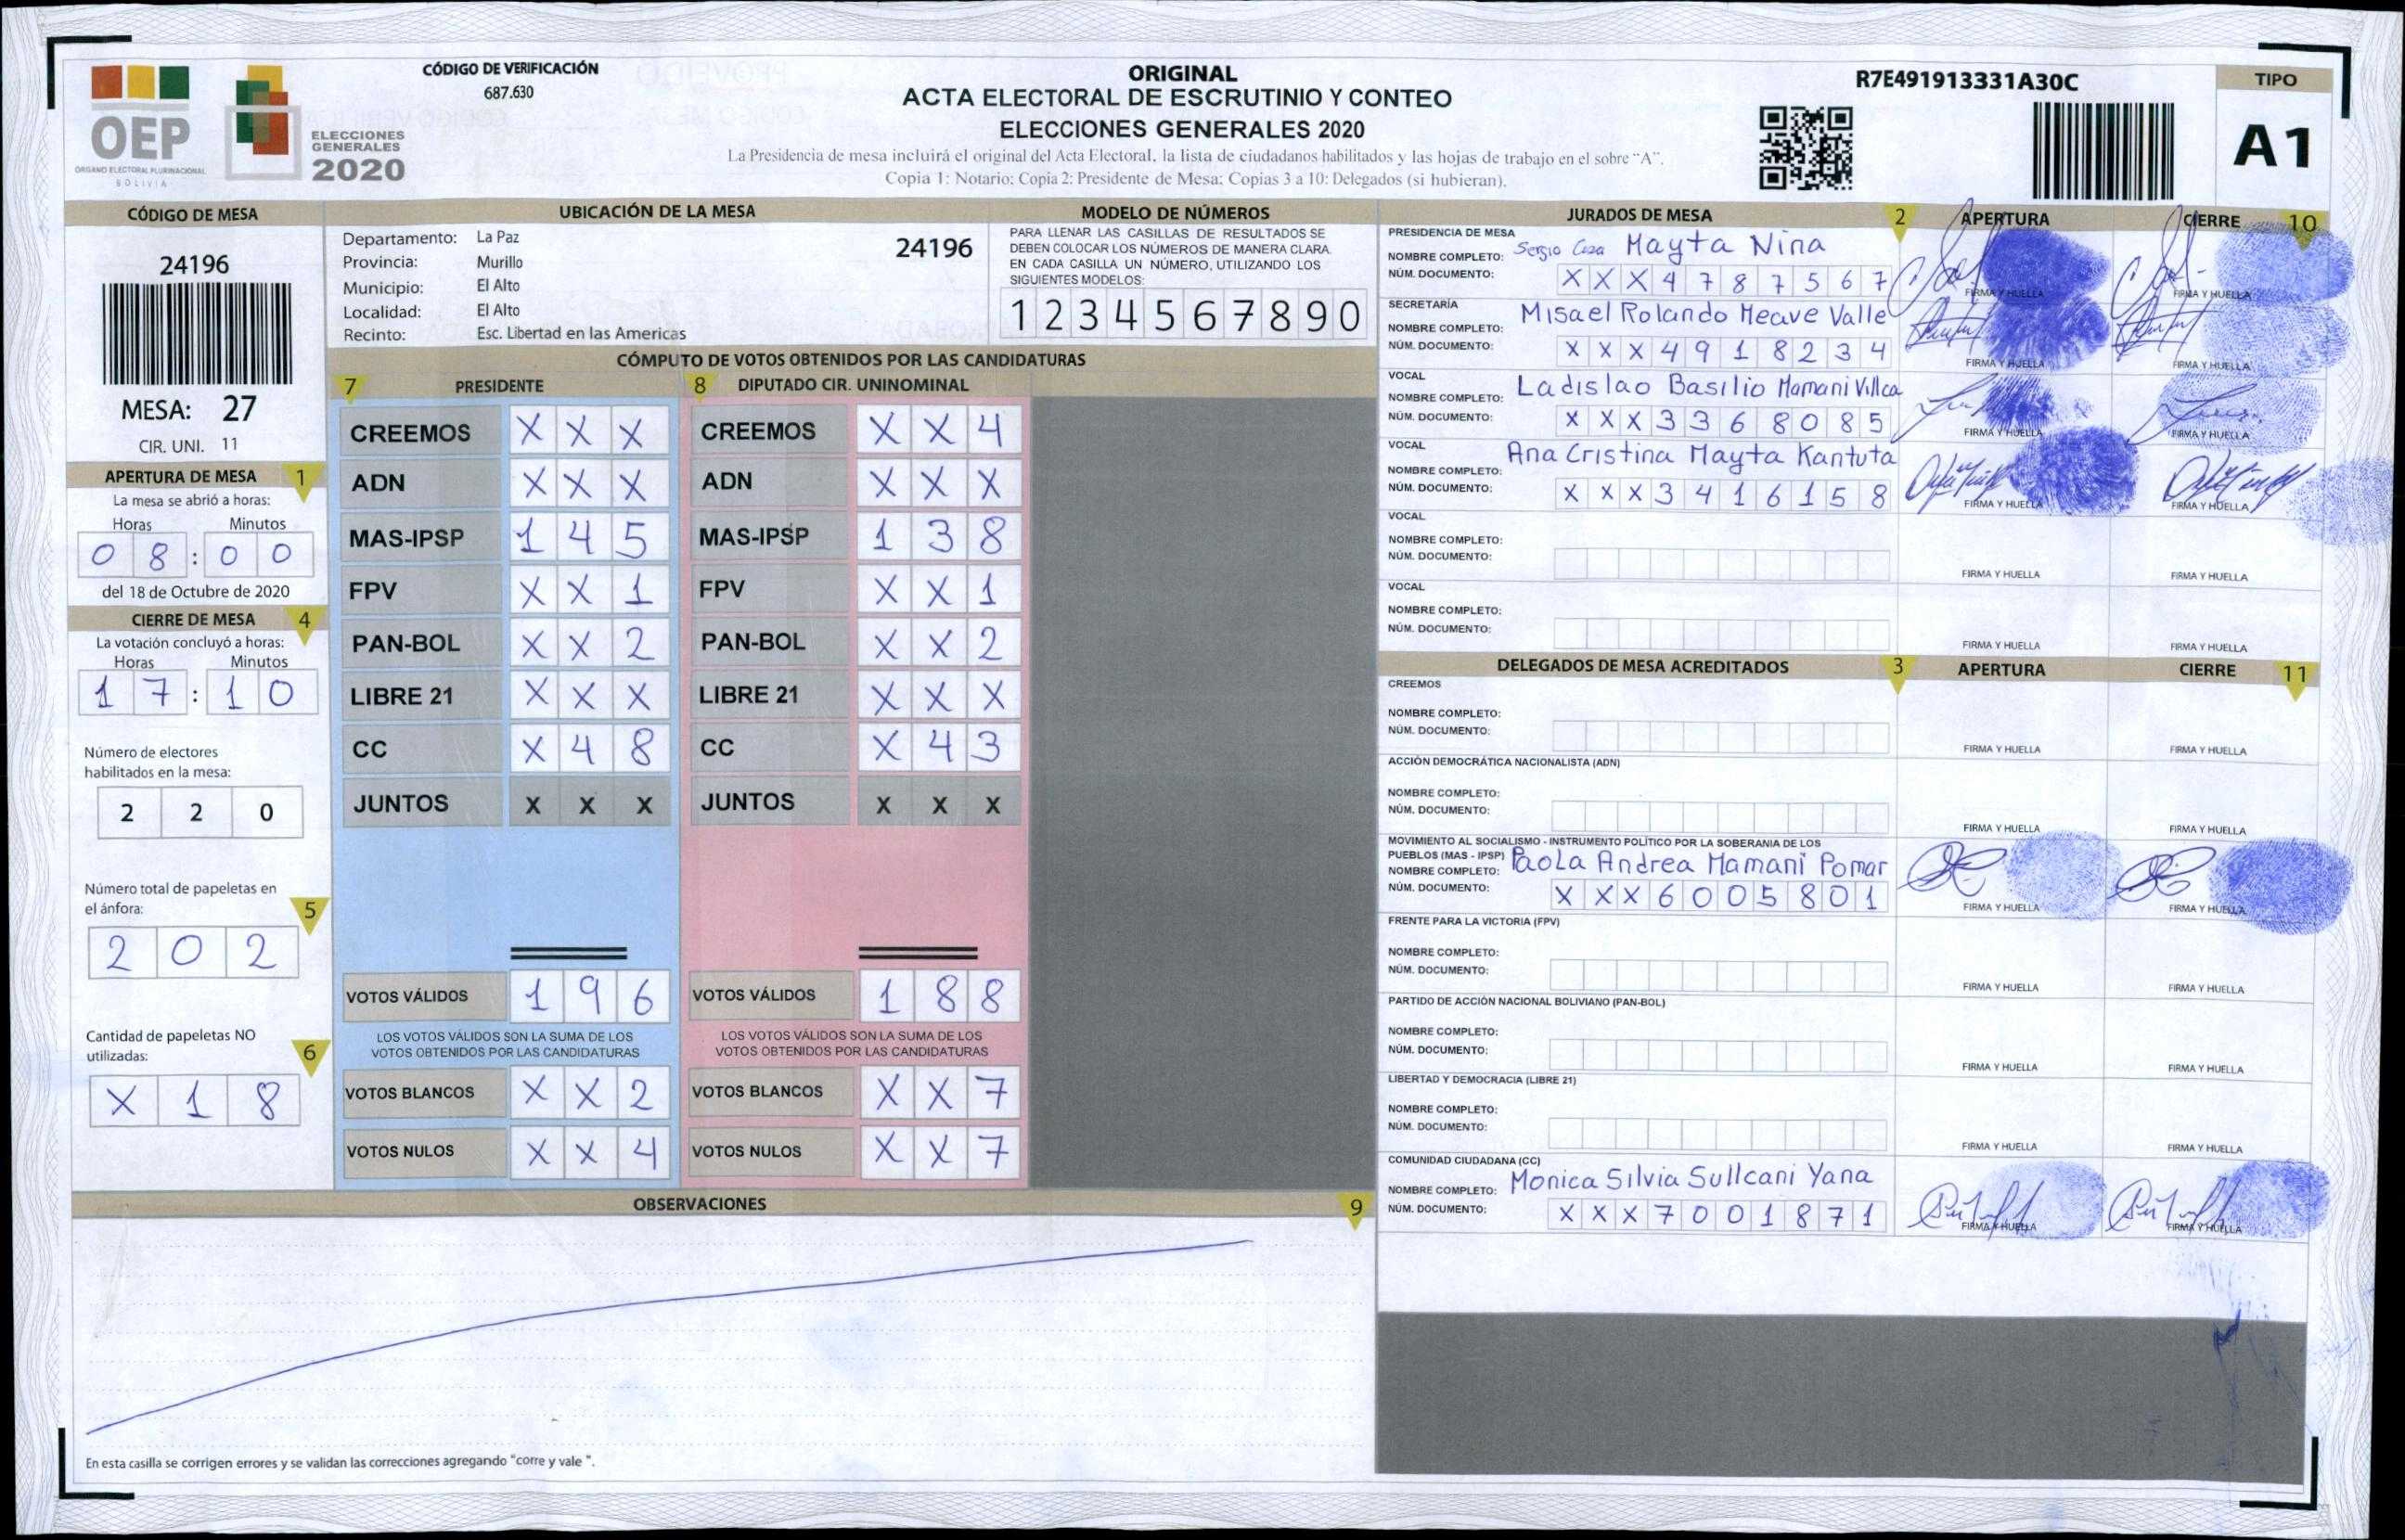 OEP
ORGANO ELECTORAL PLURINACIONAL
BOLIVIA
ELECCIONES
GENERALES
2020
CÓDIGO DE VERIFICACIÓN
687.630
ORIGINAL
ACTA ELECTORAL DE ESCRUTINIO Y CONTEO
ELECCIONES GENERALES 2020
La Presidencia de mesa incluirá el original del Acta Electoral, la lista de ciudadanos habilitados y las hojas de trabajo en el sobre "A".
Copia 1: Notario; Copia 2: Presidente de Mesa; Copias 3 a 10: Delegados (si hubieran).
R7E491913331A30C
TIPO
A1
CÓDIGO DE MESA
24196
MESA: 27
CIR. UNI. 11
APERTURA DE MESA 1
La mesa se abrió a horas:
Horas Minutos
0 8 : 0 0
del 18 de Octubre de 2020
CIERRE DE MESA 4
La votación concluyó a horas:
Horas Minutos
1 7 : 1 0
Número de electores
habilitados en la mesa:
2 2 0
Número total de papeletas en
el ánfora: 5
2 0 2
Cantidad de papeletas NO
utilizadas: 6
X 1 8
UBICACIÓN DE LA MESA
Departamento: La Paz 24196
Provincia: Murillo
Municipio: El Alto
Localidad: El Alto
Recinto: Esc. Libertad en las Americas
MODELO DE NÚMEROS
PARA LLENAR LAS CASILLAS DE RESULTADOS SE
DEBEN COLOCAR LOS NÚMEROS DE MANERA CLARA.
EN CADA CASILLA UN NÚMERO, UTILIZANDO LOS
SIGUIENTES MODELOS:
1 2 3 4 5 6 7 8 9 0
CÓMPUTO DE VOTOS OBTENIDOS POR LAS CANDIDATURAS
7 PRESIDENTE
CREEMOS X X X
ADN X X X
MAS-IPSP 1 4 5
FPV X X 1
PAN-BOL X X 2
LIBRE 21 X X X
CC X 4 8
JUNTOS X X X
VOTOS VÁLIDOS 1 9 6
LOS VOTOS VÁLIDOS SON LA SUMA DE LOS
VOTOS OBTENIDOS POR LAS CANDIDATURAS
VOTOS BLANCOS X X 2
VOTOS NULOS X X 4
8 DIPUTADO CIR. UNINOMINAL
CREEMOS X X 4
ADN X X X
MAS-IPSP 1 3 8
FPV X X 1
PAN-BOL X X 2
LIBRE 21 X X X
CC X 4 3
JUNTOS X X X
VOTOS VÁLIDOS 1 8 8
LOS VOTOS VÁLIDOS SON LA SUMA DE LOS
VOTOS OBTENIDOS POR LAS CANDIDATURAS
VOTOS BLANCOS X X 7
VOTOS NULOS X X 7
OBSERVACIONES 9
En esta casilla se corrigen errores y se validan las correcciones agregando "corre y vale ".
JURADOS DE MESA 2 APERTURA CIERRE 10
PRESIDENCIA DE MESA
NOMBRE COMPLETO: Sergio Mayta Nina
NÚM. DOCUMENTO: X X X 4 7 8 7 5 6 7
FIRMA Y HUELLA FIRMA Y HUELLA
SECRETARÍA
NOMBRE COMPLETO: Misael Rolando Meave Valle
NÚM. DOCUMENTO: X X X 4 9 1 8 2 3 4
FIRMA Y HUELLA FIRMA Y HUELLA
VOCAL
NOMBRE COMPLETO: Ladislao Basilio Mamani Villca
NÚM. DOCUMENTO: X X X 3 3 6 8 0 8 5
FIRMA Y HUELLA FIRMA Y HUELLA
VOCAL
NOMBRE COMPLETO: Ana Cristina Mayta Kantuta
NÚM. DOCUMENTO: X X X 3 4 1 6 1 5 8
FIRMA Y HUELLA FIRMA Y HUELLA
VOCAL
NOMBRE COMPLETO:
NÚM. DOCUMENTO:
FIRMA Y HUELLA FIRMA Y HUELLA
VOCAL
NOMBRE COMPLETO:
NÚM. DOCUMENTO:
FIRMA Y HUELLA FIRMA Y HUELLA
DELEGADOS DE MESA ACREDITADOS 3 APERTURA CIERRE 11
CREEMOS
NOMBRE COMPLETO:
NÚM. DOCUMENTO:
FIRMA Y HUELLA FIRMA Y HUELLA
ACCIÓN DEMOCRÁTICA NACIONALISTA (ADN)
NOMBRE COMPLETO:
NÚM. DOCUMENTO:
FIRMA Y HUELLA FIRMA Y HUELLA
MOVIMIENTO AL SOCIALISMO - INSTRUMENTO POLÍTICO POR LA SOBERANIA DE LOS
PUEBLOS (MAS - IPSP)
NOMBRE COMPLETO: Paola Andrea Mamani Pomar
NÚM. DOCUMENTO: X X X 6 0 0 5 8 0 1
FIRMA Y HUELLA FIRMA Y HUELLA
FRENTE PARA LA VICTORIA (FPV)
NOMBRE COMPLETO:
NÚM. DOCUMENTO:
FIRMA Y HUELLA FIRMA Y HUELLA
PARTIDO DE ACCIÓN NACIONAL BOLIVIANO (PAN-BOL)
NOMBRE COMPLETO:
NÚM. DOCUMENTO:
FIRMA Y HUELLA FIRMA Y HUELLA
LIBERTAD Y DEMOCRACIA (LIBRE 21)
NOMBRE COMPLETO:
NÚM. DOCUMENTO:
FIRMA Y HUELLA FIRMA Y HUELLA
COMUNIDAD CIUDADANA (CC)
NOMBRE COMPLETO: Monica Silvia Sullcani Yana
NÚM. DOCUMENTO: X X X 7 0 0 1 8 7 1
FIRMA Y HUELLA FIRMA Y HUELLA